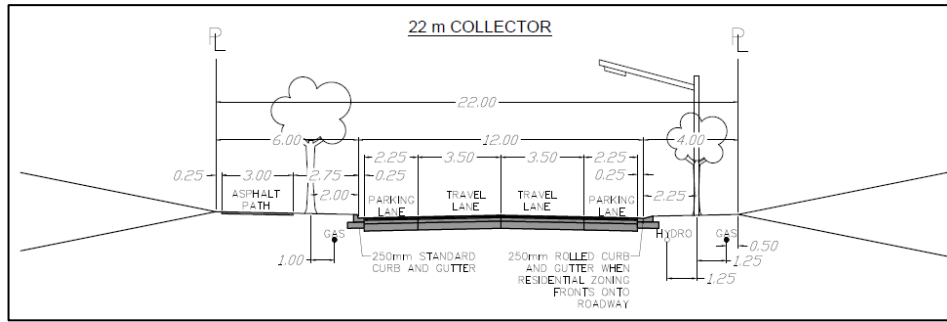 22 m COLLECTOR
PL
PL
22.00
6.00
12.00
4.00
2.25
3.50
3.50
2.25
0.25
3.00
2.75
0.25
0.25
2.00
2.25
ASPHALT
PATH
PARKING
LANE
TRAVEL
LANE
TRAVEL
LANE
PARKING
LANE
GAS
HYDRO
GAS
0.50
1.00
1.25
1.25
250mm STANDARD
CURB AND GUTTER
250mm ROLLED CURB
AND GUTTER WHEN
RESIDENTIAL ZONING
FRONTS ONTO
ROADWAY